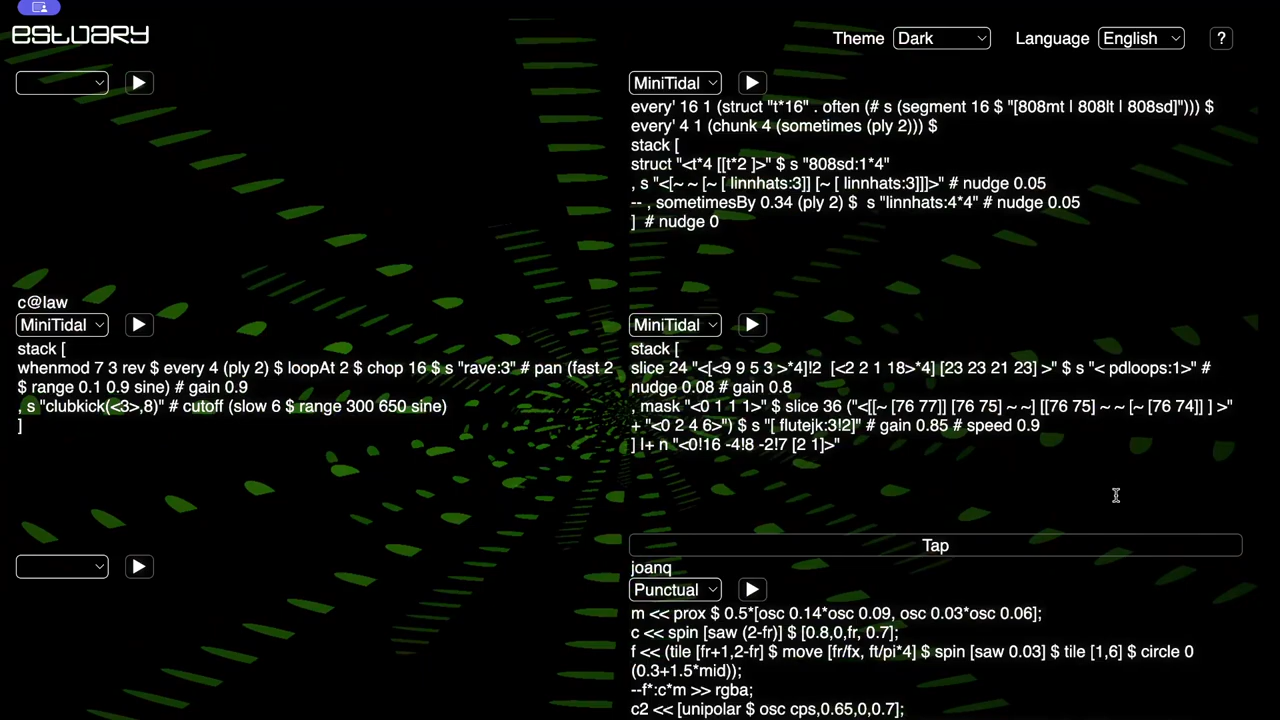 estuary
Theme Dark Language English ?
MiniTidal
every' 16 1 (struct "t*16" . often (# s (segment 16 $ "[808mt | 808lt | 808sd]"))) $
every' 4 1 (chunk 4 (sometimes (ply 2))) $
stack [
struct "<t*4 [[t*2 ]>" $ s "808sd:1*4"
, s "<[~ ~ [~ [ linnhats:3]] [~ [ linnhats:3]]]>" # nudge 0.05
-- , sometimesBy 0.34 (ply 2) $  s "linnhats:4*4" # nudge 0.05
]  # nudge 0
c@law
MiniTidal
stack [
whenmod 7 3 rev $ every 4 (ply 2) $ loopAt 2 $ chop 16 $ s "rave:3" # pan (fast 2
$ range 0.1 0.9 sine) # gain 0.9
, s "clubkick(<3>,8)" # cutoff (slow 6 $ range 300 650 sine)
]
MiniTidal
stack [
slice 24 "<[<9 9 5 3 >*4]!2  [<2 2 1 18>*4] [23 23 21 23] >" $ s "< pdloops:1>" #
nudge 0.08 # gain 0.8
, mask "<0 1 1 1>" $ slice 36 ("<[[~ [76 77]] [76 75] ~ ~] [[76 75] ~ ~ [~ [76 74]] ] >"
+ "<0 2 4 6>") $ s "[ flutejk:3!2]" # gain 0.85 # speed 0.9
] |+ n "<0!16 -4!8 -2!7 [2 1]>"
Tap
joanq
Punctual
m << prox $ 0.5*[osc 0.14*osc 0.09, osc 0.03*osc 0.06];
c << spin [saw (2-fr)] $ [0.8,0,fr, 0.7];
f << (tile [fr+1,2-fr] $ move [fr/fx, ft/pi*4] $ spin [saw 0.03] $ tile [1,6] $ circle 0
(0.3+1.5*mid));
--f*:c*m >> rgba;
c2 << [unipolar $ osc cps,0.65,0,0.7];